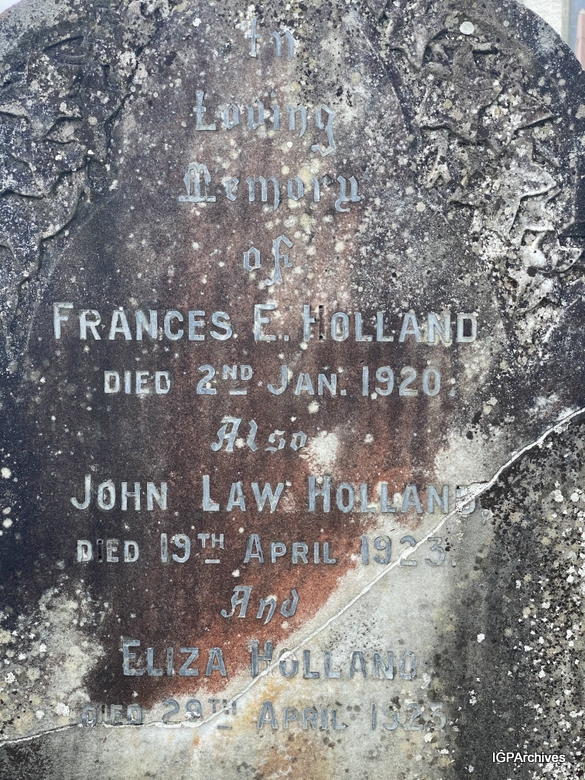 In
Loving
Memory
of
FRANCES. E. HOLLAND
DIED 2ND JAN. 1920.
Also
JOHN LAW HOLLAND,
DIED 19TH APRIL 1923.
And
ELIZA HOLLAND
DIED 29TH APRIL
IGPArchives